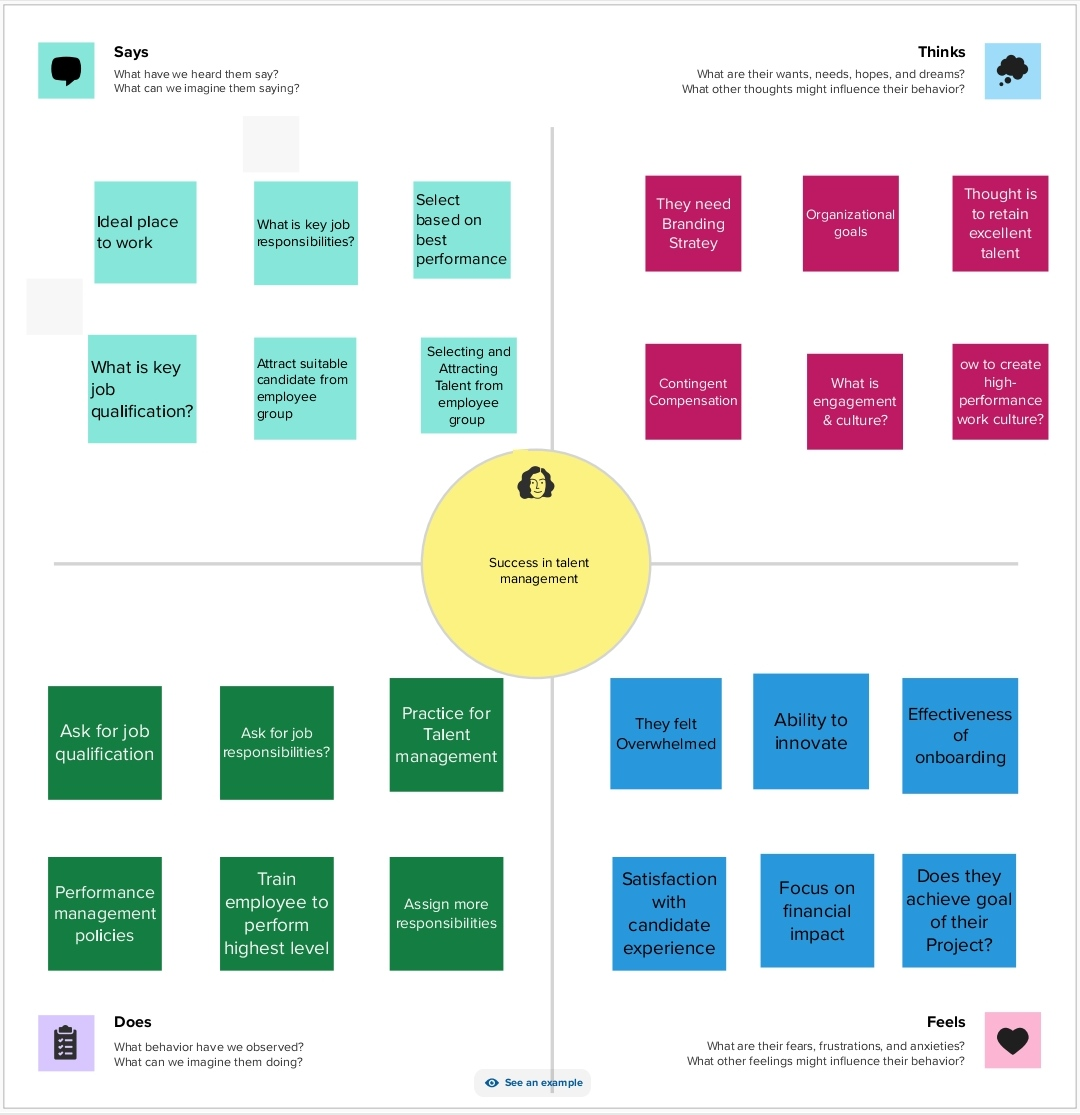 Says
What have we heard them say?
What can we imagine them saying?
Thinks
What are their wants, needs, hopes, and dreams?
What other thoughts might influence their behavior?
Ideal place
to work
What is key job
responsibilities?
Select
based on
best
performance
They need
Branding
Stratey
Organizational
goals
Thought is
to retain
excellent
talent
What is key
job
qualification?
Attract suitable
candidate from
employee
group
Selecting and
Attracting
Talent from
employee
group
Contingent
Compensation
What is
engagement
& culture?
ow to create
high-
performance
work culture?
Success in talent
management
Ask for job
qualification
Ask for job
responsibilities?
Practice for
Talent
management
They felt
Overwhelmed
Ability to
innovate
Effectiveness
of
onboarding
Performance
management
policies
Train
employee to
perform
highest level
Assign more
responsibilities
Satisfaction
with
candidate
experience
Focus on
financial
impact
Does they
achieve goal
of their
Project?
Does
What behavior have we observed?
What can we imagine them doing?
Feels
What are their fears, frustrations, and anxieties?
What other feelings might influence their behavior?
See an example